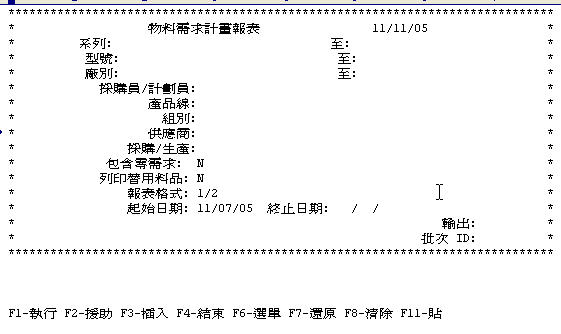 ******************************************************************************
* 物料需求計畫報表 11/11/05 *
* 系列: 至: *
* 型號: 至: *
* 廠別: 至: *
* 採購員/計劃員: *
* 產品線: *
* 組別: *
* 供應商: *
* 採購/生產: *
* 包含零需求: N *
* 列印替用料品: N *
* 報表格式: 1/2 *
* 起始日期: 11/07/05 終止日期: / / *
* 輸出: *
* 批次 ID: *
******************************************************************************
F1-執行 F2-援助 F3-插入 F4-結束 F6-選單 F7-還原 F8-清除 F11-貼